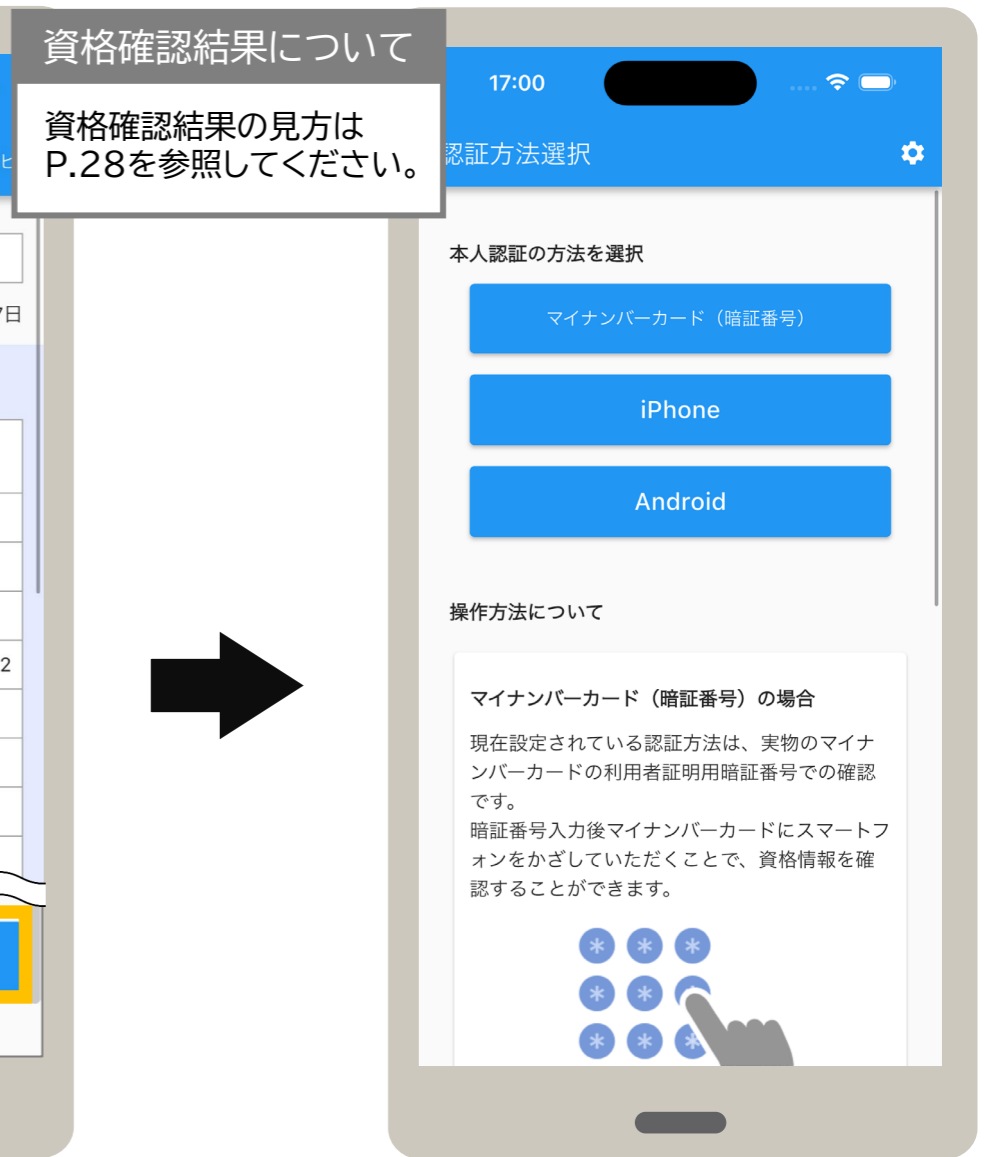 資格確認結果について
資格確認結果の見方は
P.28を参照してください。
日
2
17:00
認証方法選択
本人認証の方法を選択
マイナンバーカード（暗証番号）
iPhone
Android
操作方法について
マイナンバーカード（暗証番号）の場合
現在設定されている認証方法は、実物のマイナ
ンバーカードの利用者証明用暗証番号での確認
です。
暗証番号入力後マイナンバーカードにスマートフ
ォンをかざしていただくことで、資格情報を確
認することができます。